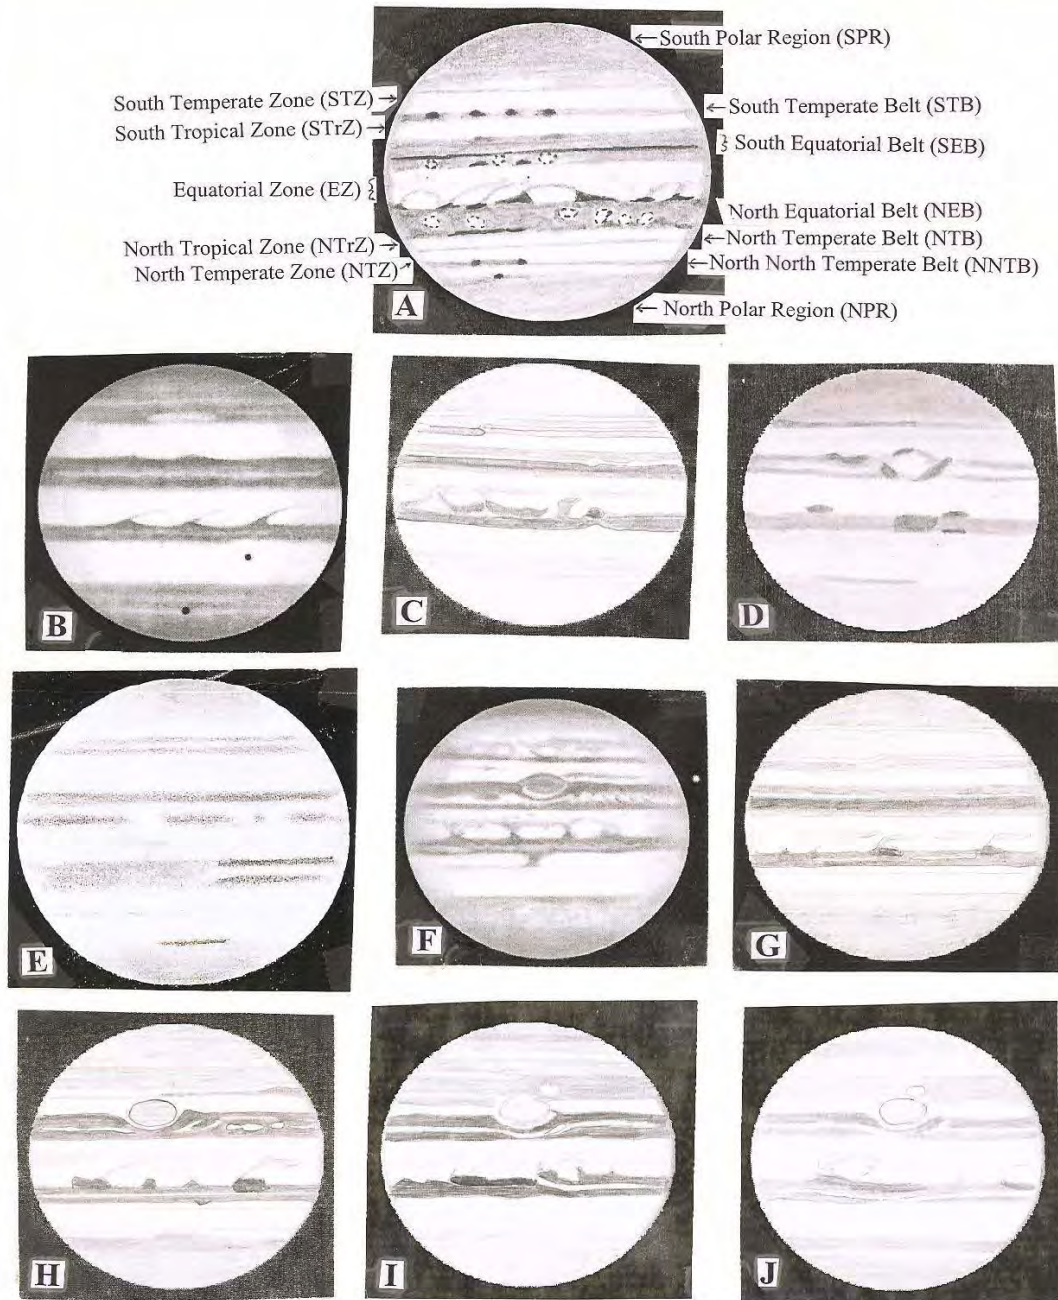 ←South Polar Region (SPR)
South Temperate Zone (STZ)→
←South Temperate Belt (STB)
South Tropical Zone (STrZ)→
South Equatorial Belt (SEB)
Equatorial Zone (EZ)
North Equatorial Belt (NEB)
North Tropical Zone (NTrZ)→
←North Temperate Belt (NTB)
North Temperate Zone (NTZ)↗
←North North Temperate Belt (NNTB)
A
←North Polar Region (NPR)
B
C
D
E
F
G
H
I
J